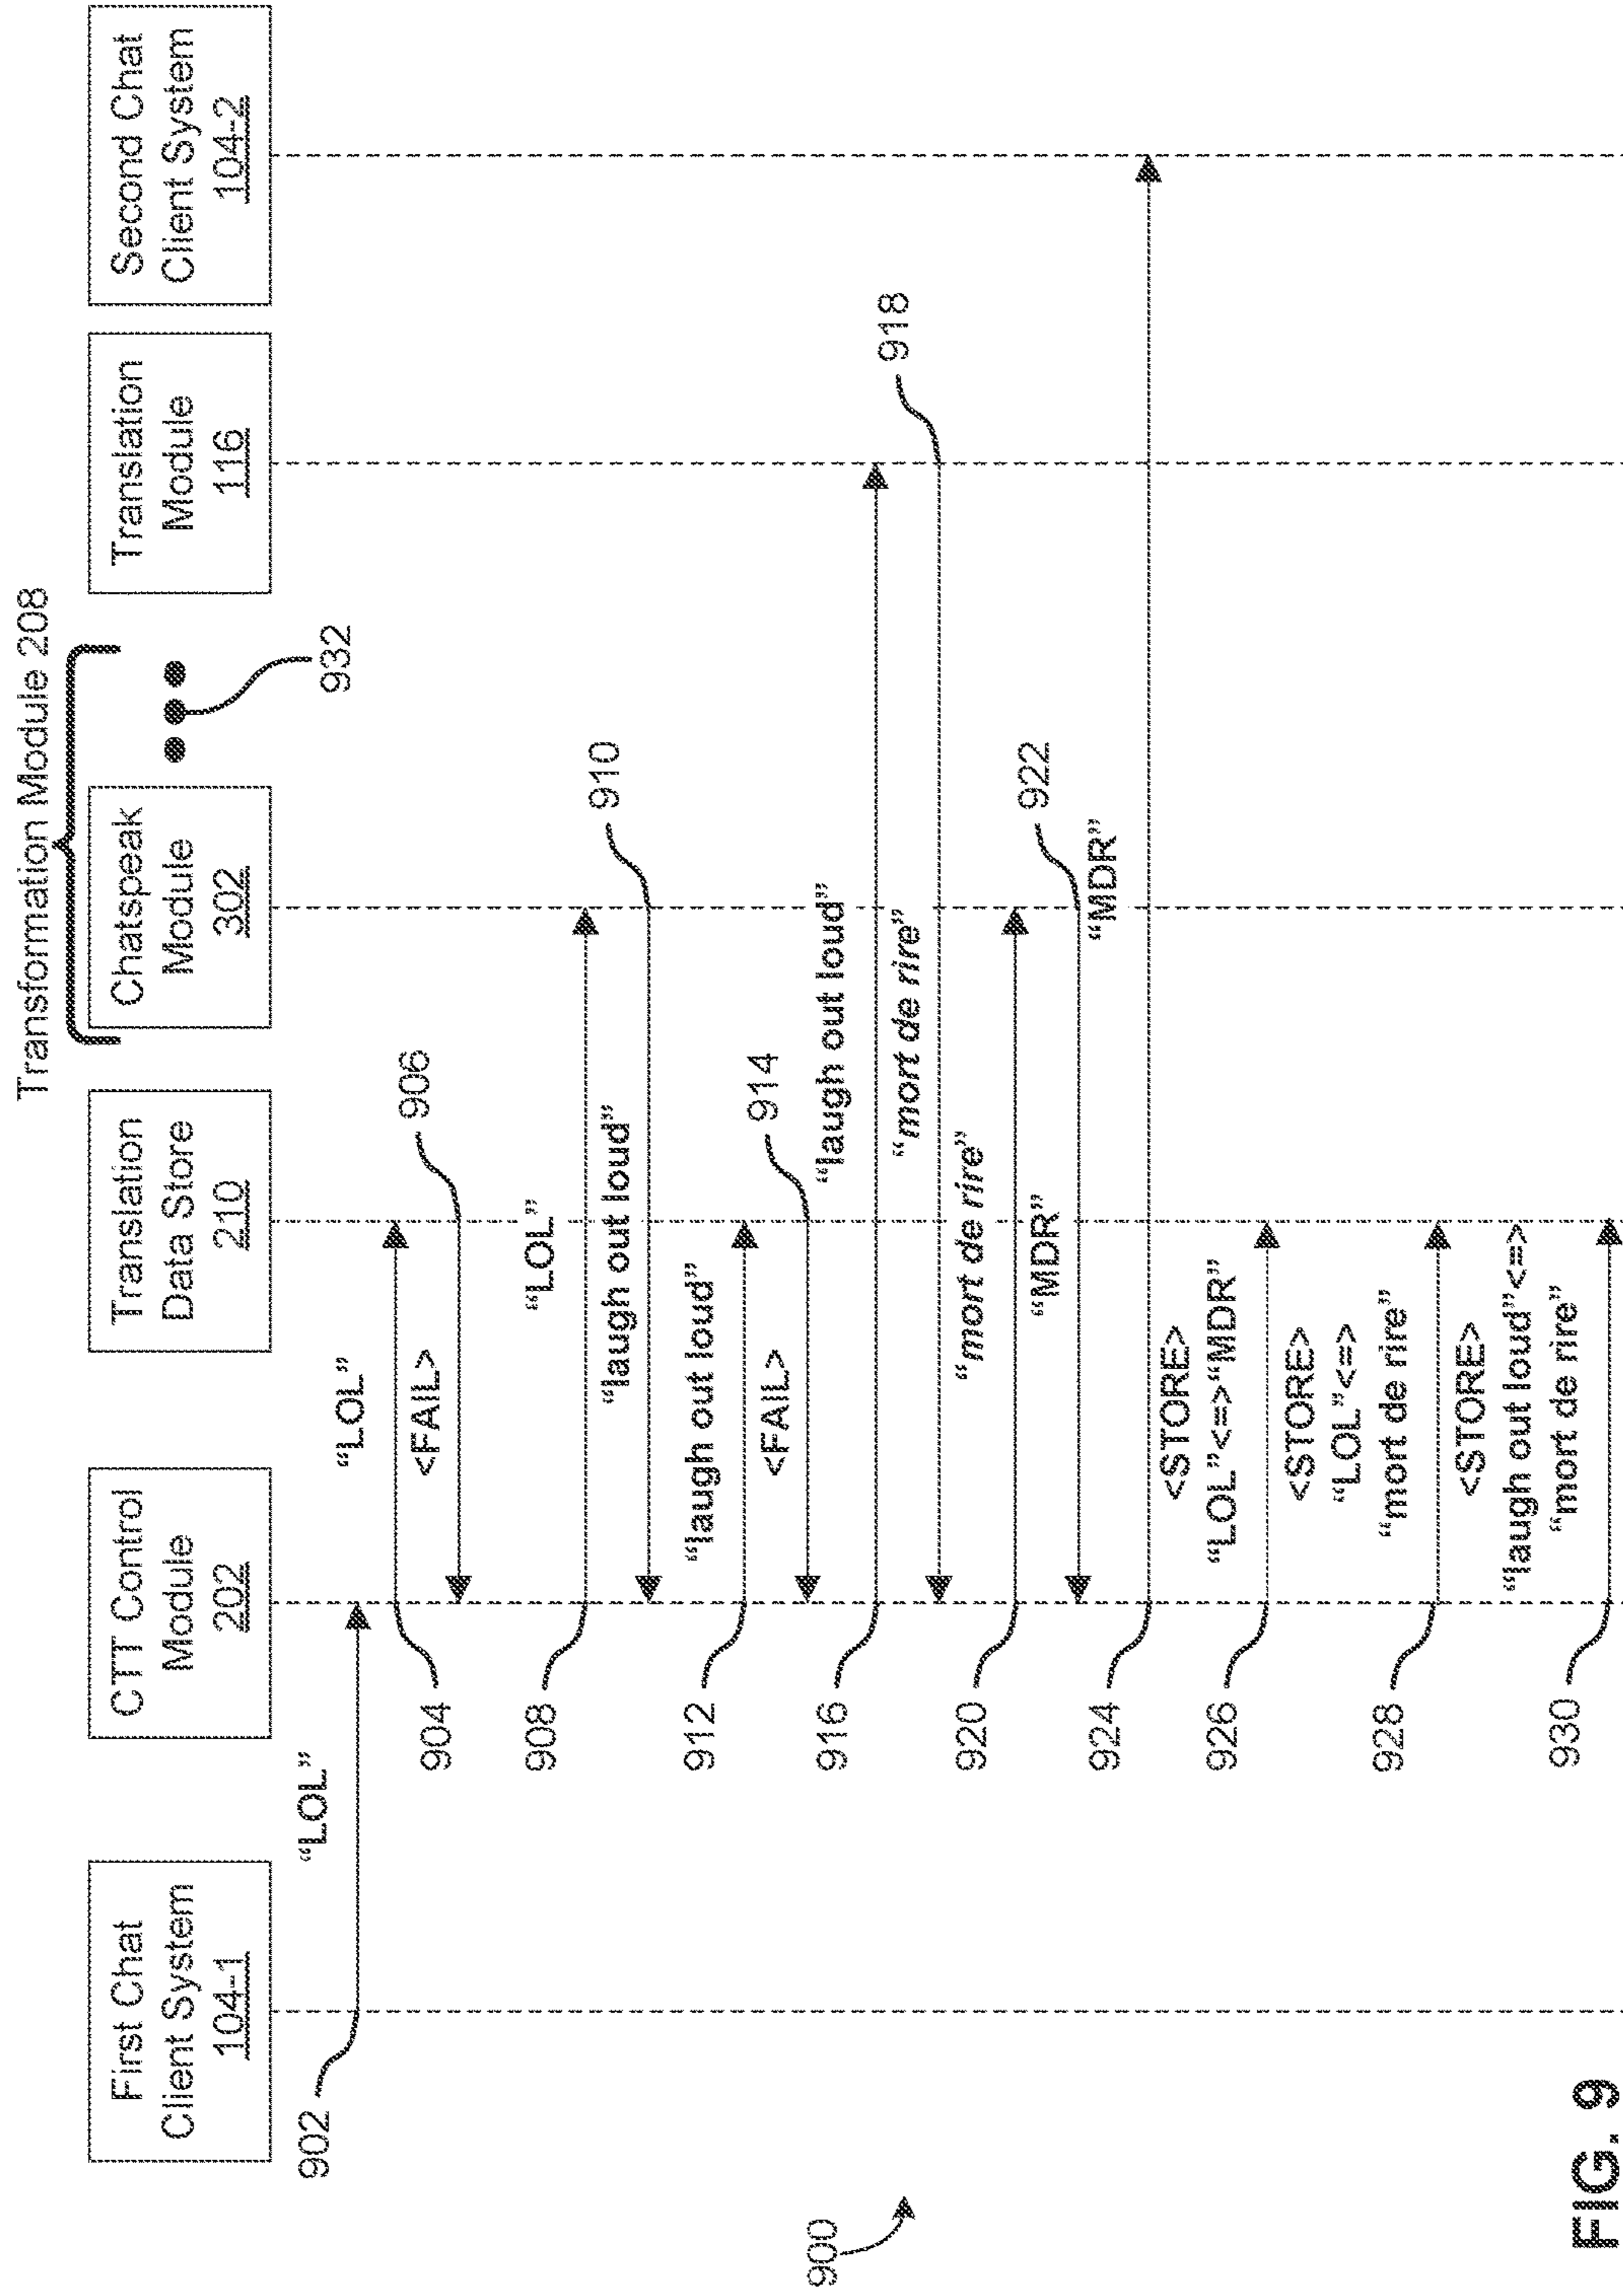 Transformation Module 208
First Chat
Client System
104-1
CTT Control
Module
202
Translation
Data Store
210
Chatspeak
Module
302
932
Translation
Module
116
Second Chat
Client System
104-2
902
“LOL”
904
“LOL”
<FAIL>
906
908
“LOL”
“laugh out loud”
910
912
“laugh out loud”
<FAIL>
914
916
“laugh out loud”
“mort de rire”
918
920
“mort de rire”
“MDR”
922
924
“MDR”
<STORE>
“LOL”<=>“MDR”
926
<STORE>
“LOL”<=>
“mort de rire”
928
<STORE>
“laugh out loud”<=>
“mort de rire”
930
900
FIG. 9